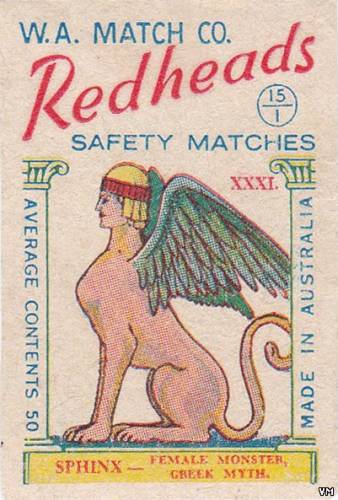 W.A. MATCH CO.
Redheads
15
1
SAFETY MATCHES
XXXI.
AVERAGE CONTENTS 50
MADE IN AUSTRALIA
SPHINX — FEMALE MONSTER,
GREEK MYTH.
VM